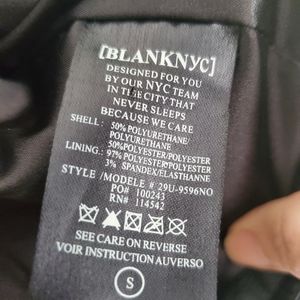 [BLANKNYC]
DESIGNED FOR YOU
BY OUR NYC TEAM
IN THE CITY THAT
NEVER SLEEPS
BECAUSE WE CARE
SHELL: 50% POLYURETHANE/
POLYURETHANE
50%POLYESTER/POLYESTER
LINING: 97% POLYESTER/POLYESTER
3% SPANDEX/ELASTHANNE
STYLE /MODELE # 29U-9596NO
PO# 100243
RN# 114542
SEE CARE ON REVERSE
VOIR INSTRUCTION AUVERSO
S